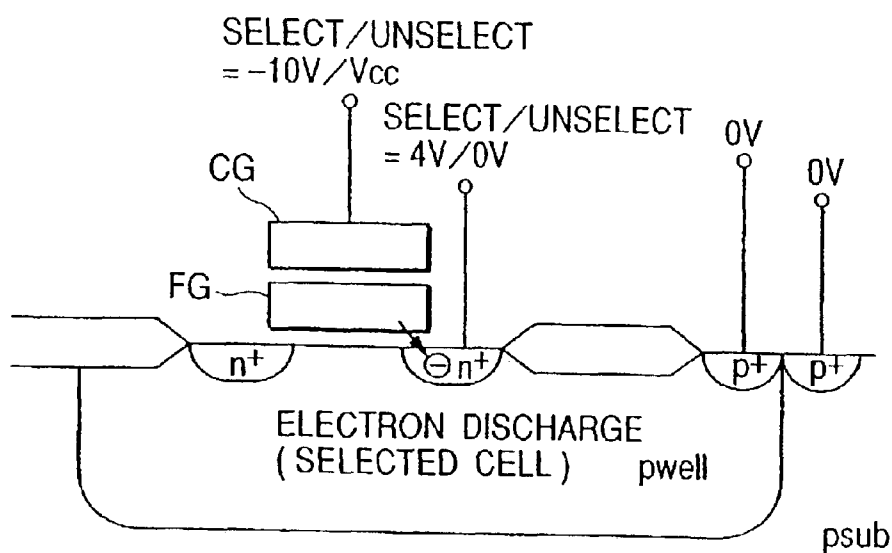 SELECT/UNSELECT
= -10V/Vcc
SELECT/UNSELECT
= 4V/0V
0V
0V
CG
FG
n+
⊖ n+
p+
p+
ELECTRON DISCHARGE
(SELECTED CELL)
pwell
psub